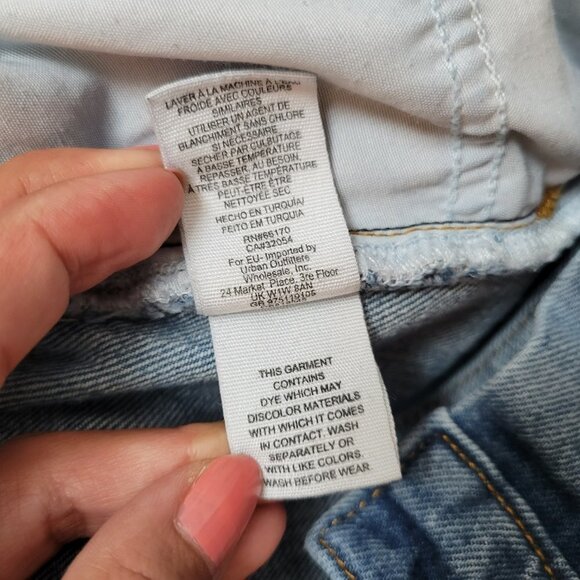 LAVER À LA MACHINE À L'EAU
FROIDE AVEC COULEURS
SIMILAIRES
UTILISER UN AGENT DE
BLANCHIMENT SANS CHLORE
SI NÉCESSAIRE
SÉCHER PAR CULBUTAGE
À BASSE TEMPÉRATURE
REPASSER, AU BESOIN,
À TRÈS BASSE TEMPÉRATURE
PEUT-ÊTRE ÊTRE
NETTOYÉE SEC
HECHO EN TURQUIA/
FEITO EM TURQUIA
RN#66170
CA#32054
For EU- Imported by
Urban Outfitters
Wholesale, Inc.
24 Market Place, 3re Floor
UK W1W 8AN
THIS GARMENT
CONTAINS
DYE WHICH MAY
DISCOLOR MATERIALS
WITH WHICH IT COMES
IN CONTACT. WASH
SEPARATELY OR
WITH LIKE COLORS.
WASH BEFORE WEAR